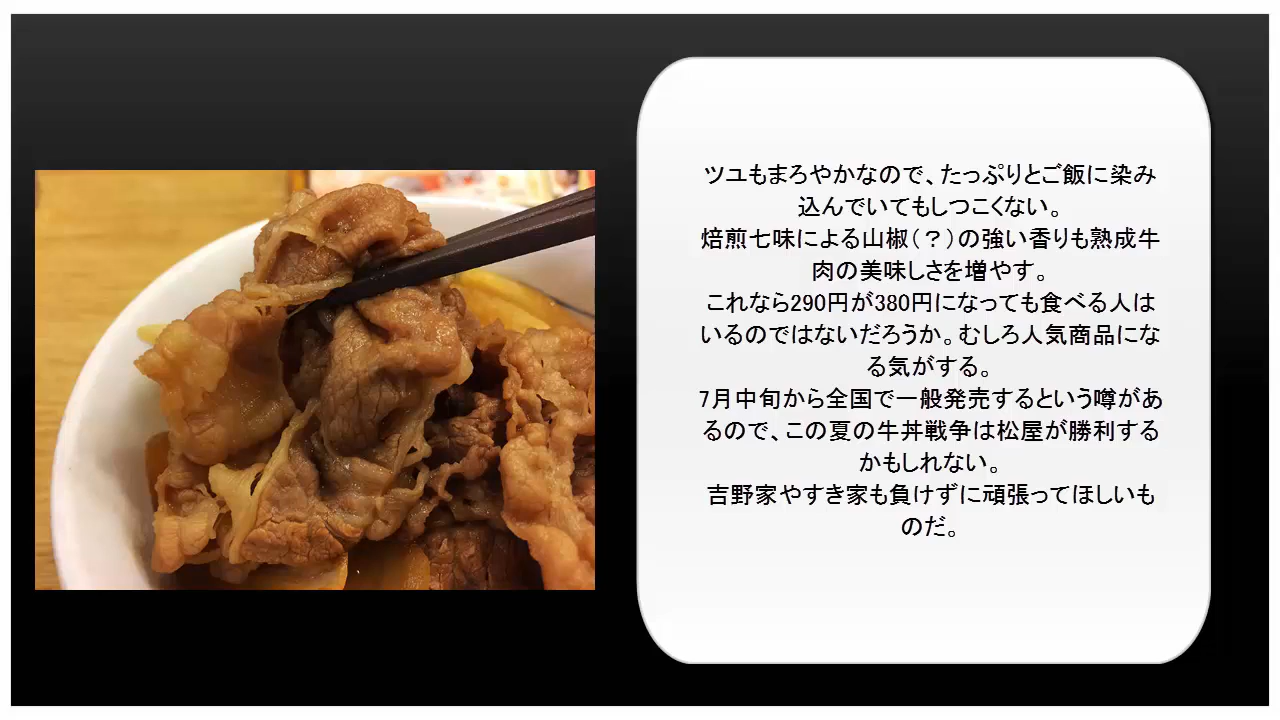 ツユもまろやかなので、たっぷりとご飯に染み
込んでいてもしつこくない。
焙煎七味による山椒(？)の強い香りも熟成牛
肉の美味しさを増やす。
これなら290円が380円になっても食べる人は
いるのではないだろうか。むしろ人気商品にな
る気がする。
7月中旬から全国で一般発売するという噂があ
るので、この夏の牛丼戦争は松屋が勝利する
かもしれない。
吉野家やすき家も負けずに頑張ってほしいも
のだ。